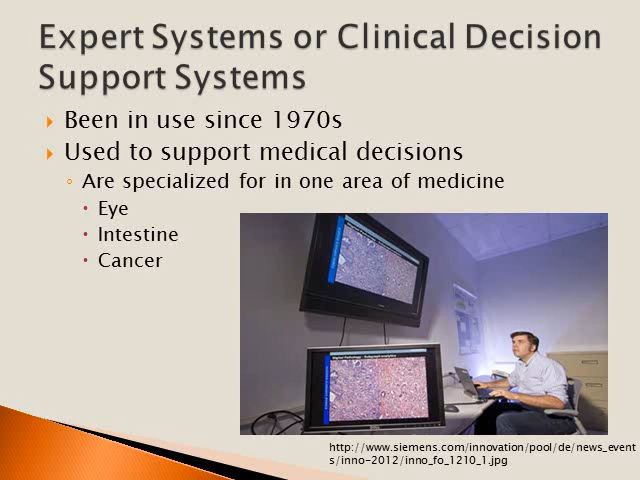 Expert Systems or Clinical Decision
Support Systems
Been in use since 1970s
Used to support medical decisions
Are specialized for in one area of medicine
Eye
Intestine
Cancer
http://www.siemens.com/innovation/pool/de/news_event
s/inno-2012/inno_fo_1210_1.jpg